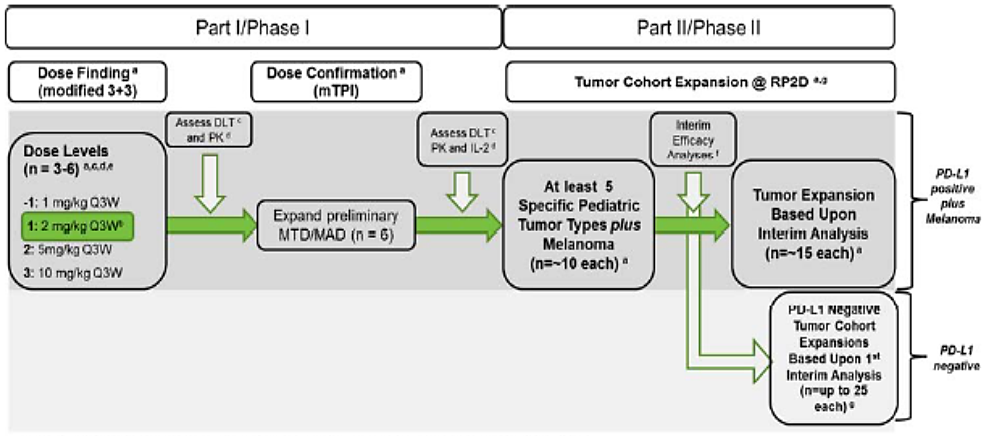 Part I/Phase I
Part II/Phase II
Dose Finding a
(modified 3+3)
Dose Confirmation a
(mTPI)
Tumor Cohort Expansion @ RP2D a,g
Assess DLT c
and PK d
Assess DLT c
PK and IL-2 d
Interim
Efficacy
Analyses f
Dose Levels
(n = 3-6) a,c,d,e
-1: 1 mg/kg Q3W
1: 2 mg/kg Q3W b
2: 5mg/kg Q3W
3: 10 mg/kg Q3W
Expand preliminary
MTD/MAD (n = 6)
At least 5
Specific Pediatric
Tumor Types plus
Melanoma
(n=~10 each) a
Tumor Expansion
Based Upon
Interim Analysis
(n=~15 each) a
PD-L1
positive
plus
Melanoma
PD-L1 Negative
Tumor Cohort
Expansions
Based Upon 1st
Interim Analysis
(n=up to 25
each) g
PD-L1
negative